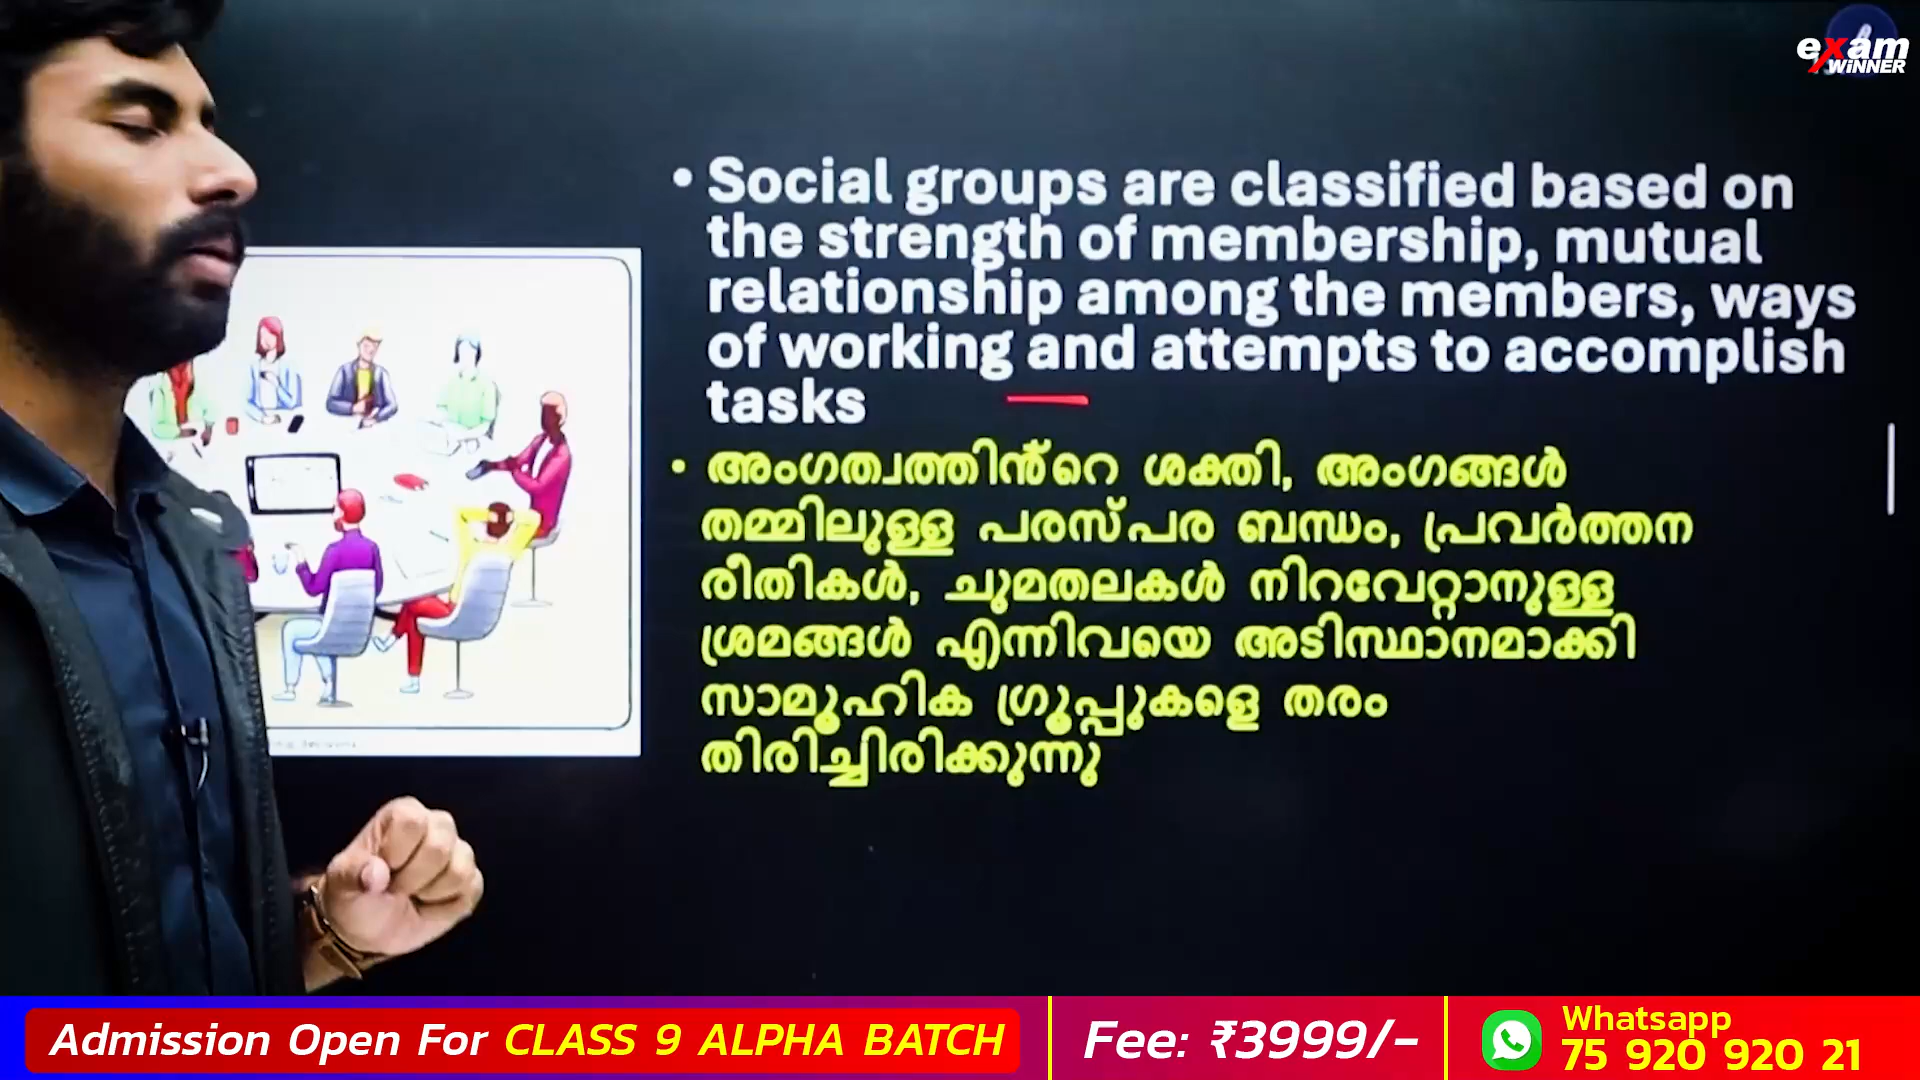 exam
WINNER
• Social groups are classified based on
the strength of membership, mutual
relationship among the members, ways
of working and attempts to accomplish
tasks
• അംഗത്വത്തിൻ്റെ ശക്തി, അംഗങ്ങൾ
തമ്മിലുള്ള പരസ്പര ബന്ധം, പ്രവർത്തന
രീതികൾ, ചുമതലകൾ നിറവേറ്റാനുള്ള
ശ്രമങ്ങൾ എന്നിവയെ അടിസ്ഥാനമാക്കി
സാമൂഹിക ഗ്രൂപ്പുകളെ തരം
തിരിച്ചിരിക്കുന്നു
Admission Open For CLASS 9 ALPHA BATCH
Fee: ₹3999/-
Whatsapp
75 920 920 21